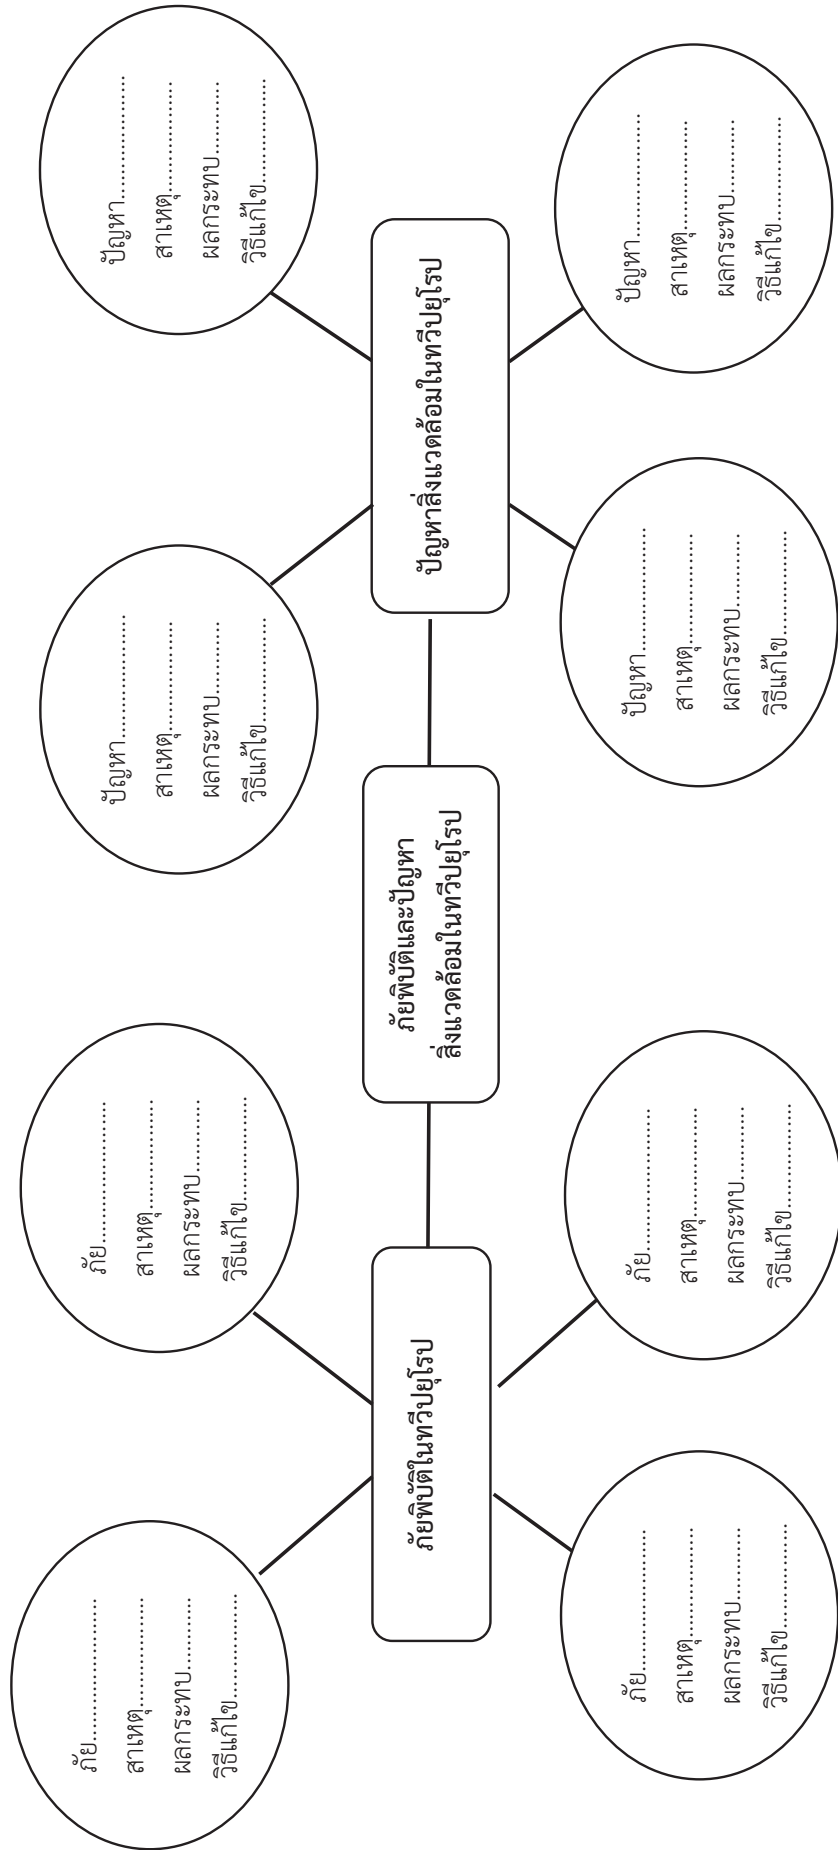 ภัย..............................
สาเหตุ......................
ผลกระทบ............
วิธีแก้ไข...................
ภัย..............................
สาเหตุ......................
ผลกระทบ............
วิธีแก้ไข...................
ปัญหา.......................
สาเหตุ......................
ผลกระทบ............
วิธีแก้ไข...................
ปัญหา.......................
สาเหตุ......................
ผลกระทบ............
วิธีแก้ไข...................
ภัยพิบัติในทวีปยุโรป
ภัยพิบัติและปัญหา
สิ่งแวดล้อมในทวีปยุโรป
ปัญหาสิ่งแวดล้อมในทวีปยุโรป
ภัย..............................
สาเหตุ......................
ผลกระทบ............
วิธีแก้ไข...................
ภัย..............................
สาเหตุ......................
ผลกระทบ............
วิธีแก้ไข...................
ปัญหา.......................
สาเหตุ......................
ผลกระทบ............
วิธีแก้ไข...................
ปัญหา.......................
สาเหตุ......................
ผลกระทบ............
วิธีแก้ไข...................